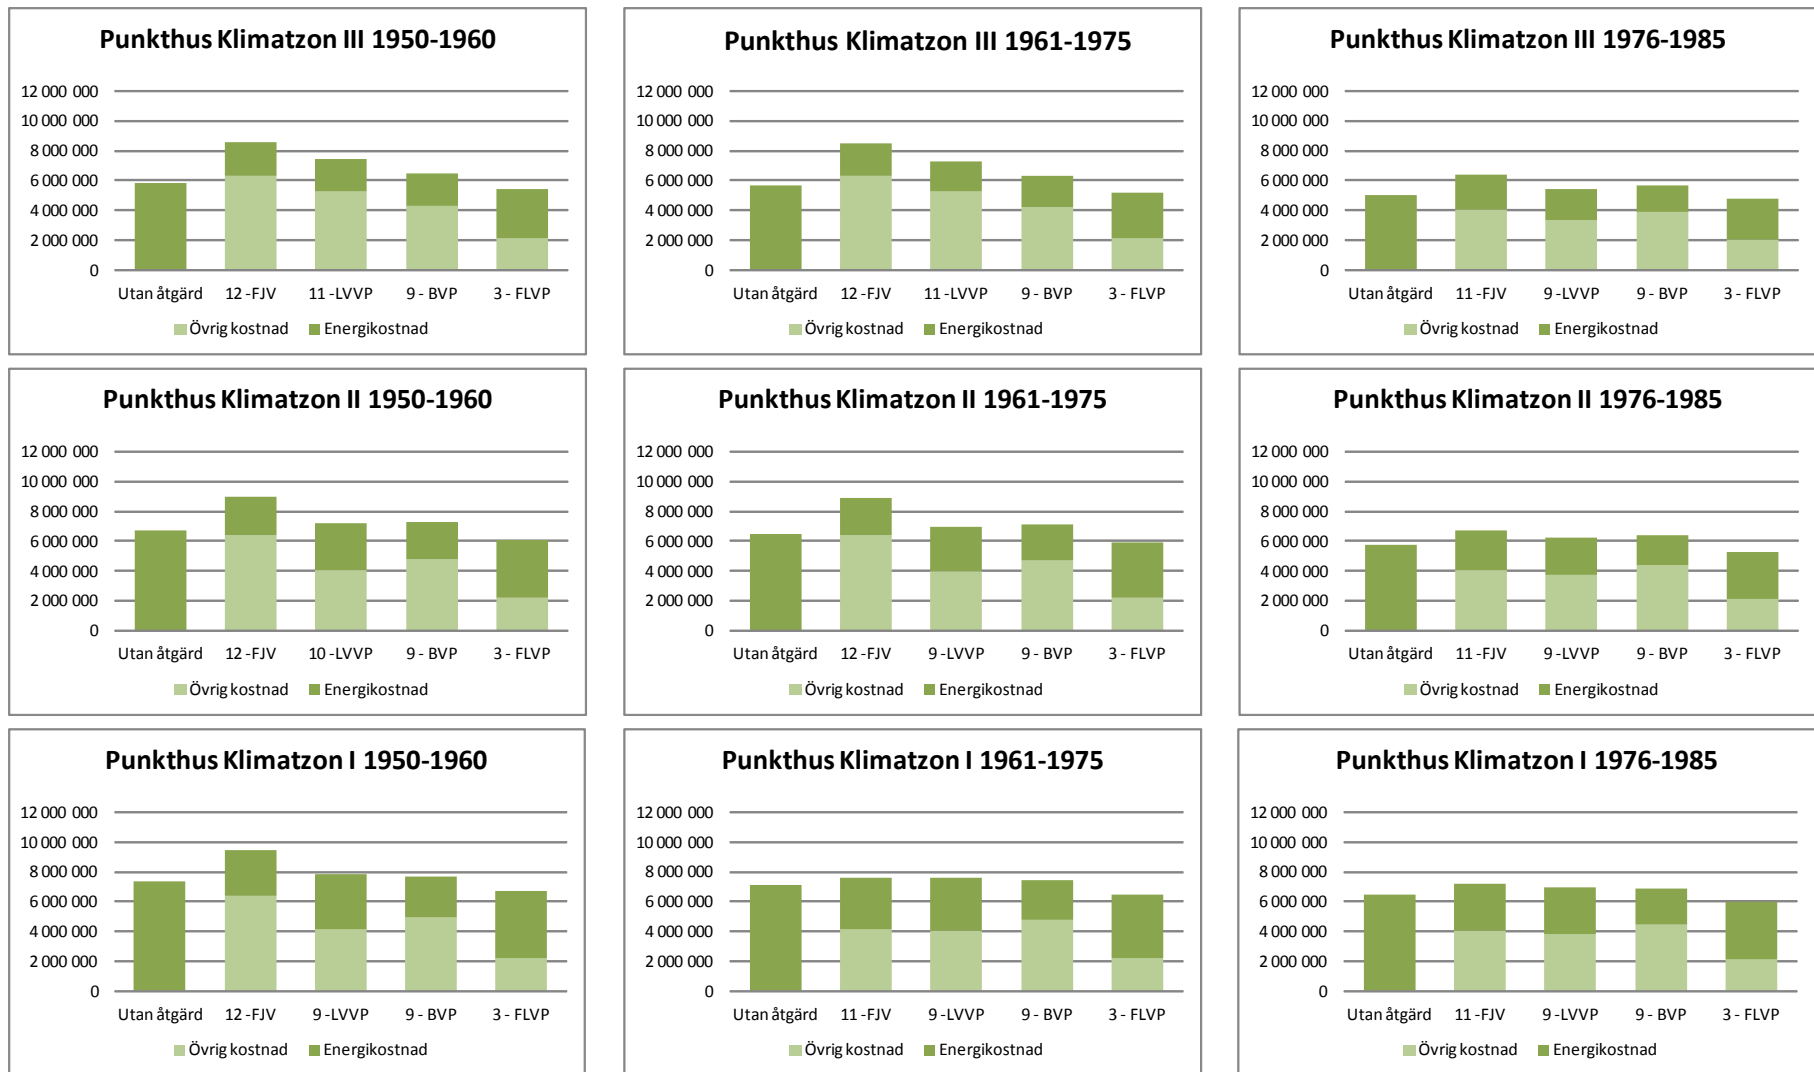 Punkthus Klimatzon III 1950-1960
12 000 000
10 000 000
8 000 000
6 000 000
4 000 000
2 000 000
0
Utan åtgärd 12 -FJV 11 -LVVP 9 - BVP 3 - FLVP
Övrig kostnad Energikostnad
Punkthus Klimatzon III 1961-1975
12 000 000
10 000 000
8 000 000
6 000 000
4 000 000
2 000 000
0
Utan åtgärd 12 -FJV 11 -LVVP 9 - BVP 3 - FLVP
Övrig kostnad Energikostnad
Punkthus Klimatzon III 1976-1985
12 000 000
10 000 000
8 000 000
6 000 000
4 000 000
2 000 000
0
Utan åtgärd 11 -FJV 9 -LVVP 9 - BVP 3 - FLVP
Övrig kostnad Energikostnad
Punkthus Klimatzon II 1950-1960
12 000 000
10 000 000
8 000 000
6 000 000
4 000 000
2 000 000
0
Utan åtgärd 12 -FJV 10 -LVVP 9 - BVP 3 - FLVP
Övrig kostnad Energikostnad
Punkthus Klimatzon II 1961-1975
12 000 000
10 000 000
8 000 000
6 000 000
4 000 000
2 000 000
0
Utan åtgärd 12 -FJV 9 -LVVP 9 - BVP 3 - FLVP
Övrig kostnad Energikostnad
Punkthus Klimatzon II 1976-1985
12 000 000
10 000 000
8 000 000
6 000 000
4 000 000
2 000 000
0
Utan åtgärd 11 -FJV 9 -LVVP 9 - BVP 3 - FLVP
Övrig kostnad Energikostnad
Punkthus Klimatzon I 1950-1960
12 000 000
10 000 000
8 000 000
6 000 000
4 000 000
2 000 000
0
Utan åtgärd 12 -FJV 9 -LVVP 9 - BVP 3 - FLVP
Övrig kostnad Energikostnad
Punkthus Klimatzon I 1961-1975
12 000 000
10 000 000
8 000 000
6 000 000
4 000 000
2 000 000
0
Utan åtgärd 11 -FJV 9 -LVVP 9 - BVP 3 - FLVP
Övrig kostnad Energikostnad
Punkthus Klimatzon I 1976-1985
12 000 000
10 000 000
8 000 000
6 000 000
4 000 000
2 000 000
0
Utan åtgärd 11 -FJV 9 -LVVP 9 - BVP 3 - FLVP
Övrig kostnad Energikostnad